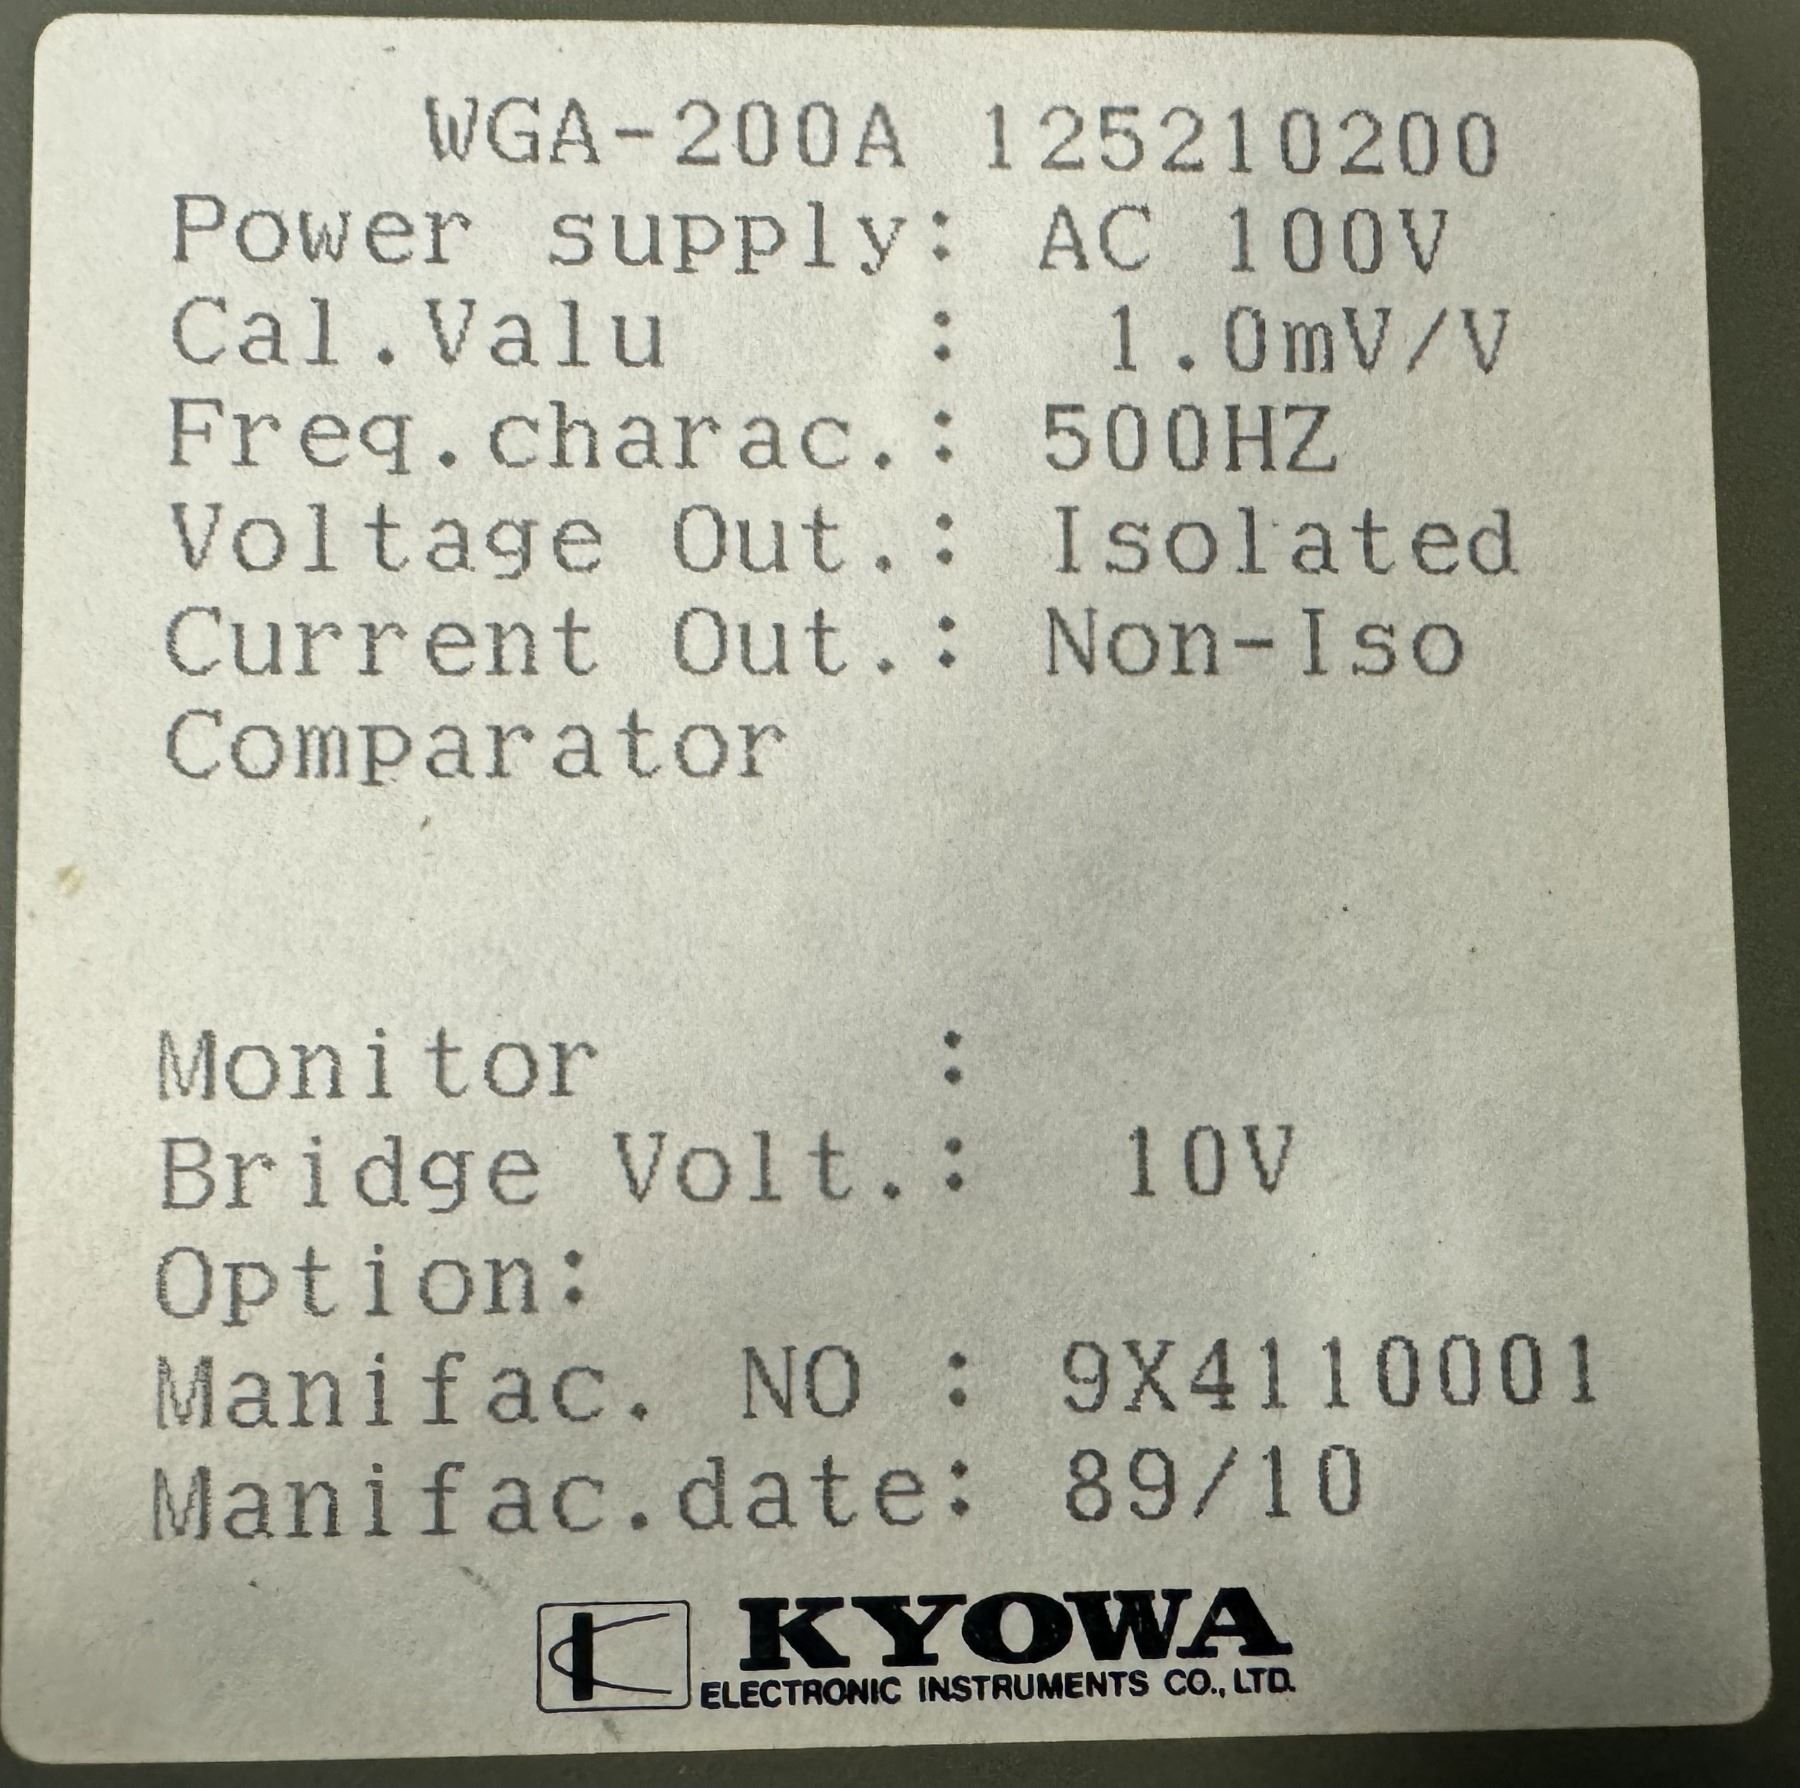 WGA-200A 125210200
Power supply: AC 100V
Cal.Valu : 1.0mV/V
Freq.charac.: 500HZ
Voltage Out.: Isolated
Current Out.: Non-Iso
Comparator
Monitor :
Bridge Volt.: 10V
Option:
Manifac. NO : 9X4110001
Manifac.date: 89/10
KYOWA
ELECTRONIC INSTRUMENTS CO., LTD.